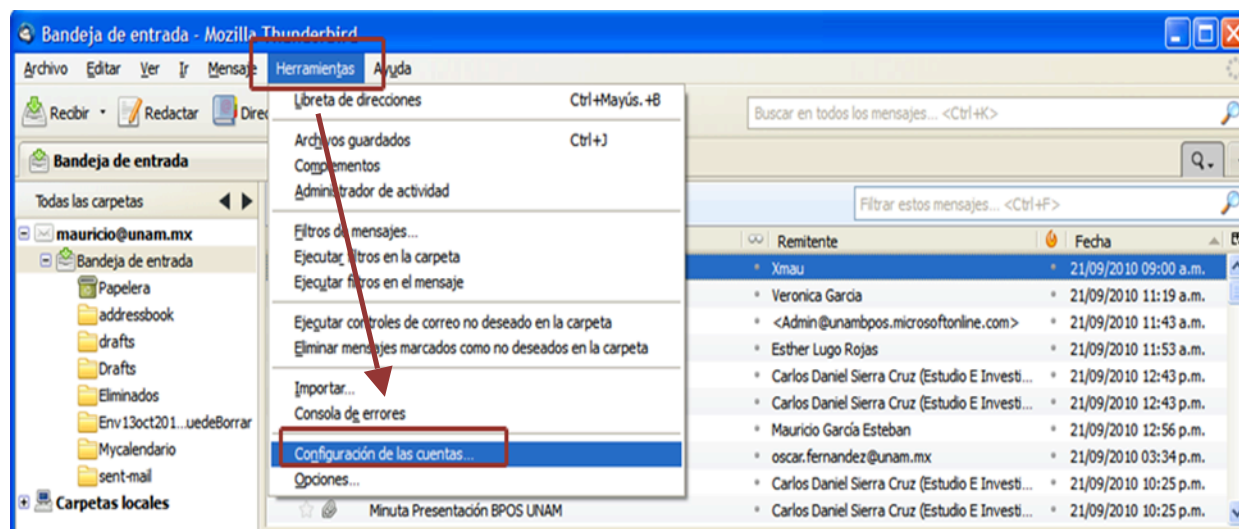 Bandeja de entrada - Mozilla Thunderbird
Archivo Editar Ver Ir Mensaje Herramientas Ayuda
Recibir Redactar Direc
Buscar en todos los mensajes... <Ctrl+K>
Libreta de direcciones Ctrl+Mayús.+B
Archivos guardados Ctrl+J
Complementos
Administrador de actividad
Filtros de mensajes...
Ejecutar filtros en la carpeta
Ejecutar filtros en el mensaje
Ejecutar controles de correo no deseado en la carpeta
Eliminar mensajes marcados como no deseados en la carpeta
Importar...
Consola de errores
Configuración de las cuentas...
Opciones...
Bandeja de entrada
Todas las carpetas
mauricio@unam.mx
Bandeja de entrada
Papelera
addressbook
drafts
Drafts
Eliminados
Env13oct201...uedeBorrar
Mycalendario
sent-mail
Carpetas locales
Filtrar estos mensajes... <Ctrl+F>
Remitente Fecha
Xmau 21/09/2010 09:00 a.m.
Veronica Garcia 21/09/2010 11:19 a.m.
<Admin@unambpos.microsoftonline.com> 21/09/2010 11:43 a.m.
Esther Lugo Rojas 21/09/2010 11:53 a.m.
Carlos Daniel Sierra Cruz (Estudio E Investi... 21/09/2010 12:43 p.m.
Carlos Daniel Sierra Cruz (Estudio E Investi... 21/09/2010 12:43 p.m.
Mauricio García Esteban 21/09/2010 12:56 p.m.
oscar.fernandez@unam.mx 21/09/2010 03:34 p.m.
Carlos Daniel Sierra Cruz (Estudio E Investi... 21/09/2010 10:25 p.m.
Minuta Presentación BPOS UNAM Carlos Daniel Sierra Cruz (Estudio E Investi... 21/09/2010 10:25 p.m.